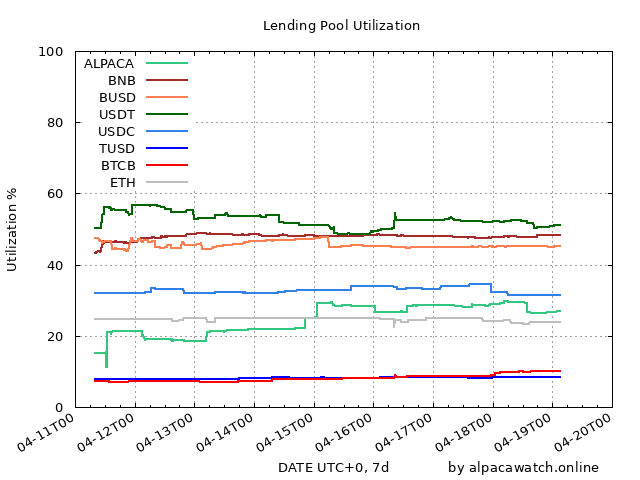 Lending Pool Utilization
100
80
60
40
20
0
Utilization %
ALPACA
BNB
BUSD
USDT
USDC
TUSD
BTCB
ETH
04-11T00
04-12T00
04-13T00
04-14T00
04-15T00
04-16T00
04-17T00
04-18T00
04-19T00
04-20T00
DATE UTC+0, 7d
by alpacawatch.online